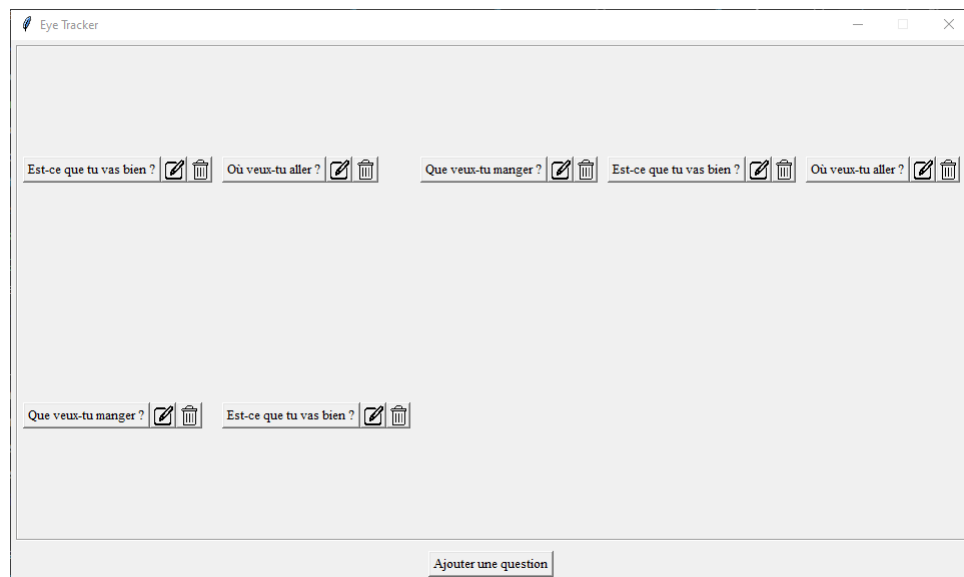 Eye Tracker
Est-ce que tu vas bien ? Où veux-tu aller ? Que veux-tu manger ? Est-ce que tu vas bien ? Où veux-tu aller ?
Que veux-tu manger ? Est-ce que tu vas bien ?
Ajouter une question